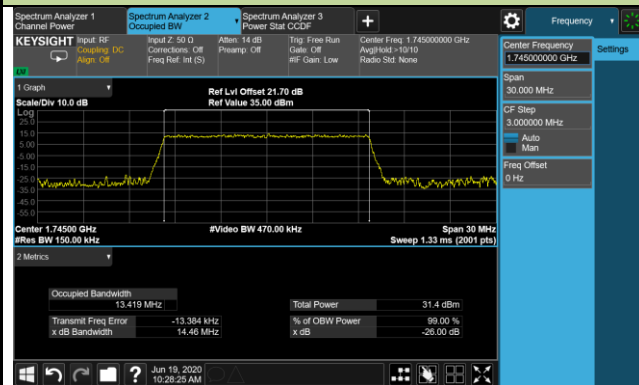 Spectrum Analyzer 1
Channel Power
Spectrum Analyzer 2
Occupied BW
Spectrum Analyzer 3
Power Stat CCDF
Frequency
KEYSIGHT
Input: RF
Coupling: DC
Align: Off
Input Z: 50 Ω
Corrections: Off
Freq Ref: Int (S)
Atten: 14 dB
Preamp: Off
Trig: Free Run
Gate: Off
#IF Gain: Low
Center Freq: 1.745000000 GHz
Avg|Hold:>10/10
Radio Std: None
Center Frequency
1.745000000 GHz
Settings
Span
30.000 MHz
CF Step
3.000000 MHz
Auto
Man
Freq Offset
0 Hz
1 Graph
Scale/Div 10.0 dB
Ref Lvl Offset 21.70 dB
Ref Value 35.00 dBm
Log
25.0
15.0
5.00
-5.00
-15.0
-25.0
-35.0
-45.0
-55.0
Center 1.74500 GHz
#Res BW 150.00 kHz
#Video BW 470.00 kHz
Span 30 MHz
Sweep 1.33 ms (2001 pts)
2 Metrics
Occupied Bandwidth
13.419 MHz
Total Power 31.4 dBm
Transmit Freq Error -13.384 kHz
% of OBW Power 99.00 %
x dB Bandwidth 14.46 MHz
x dB -26.00 dB
?
Jun 19, 2020
10:28:25 AM